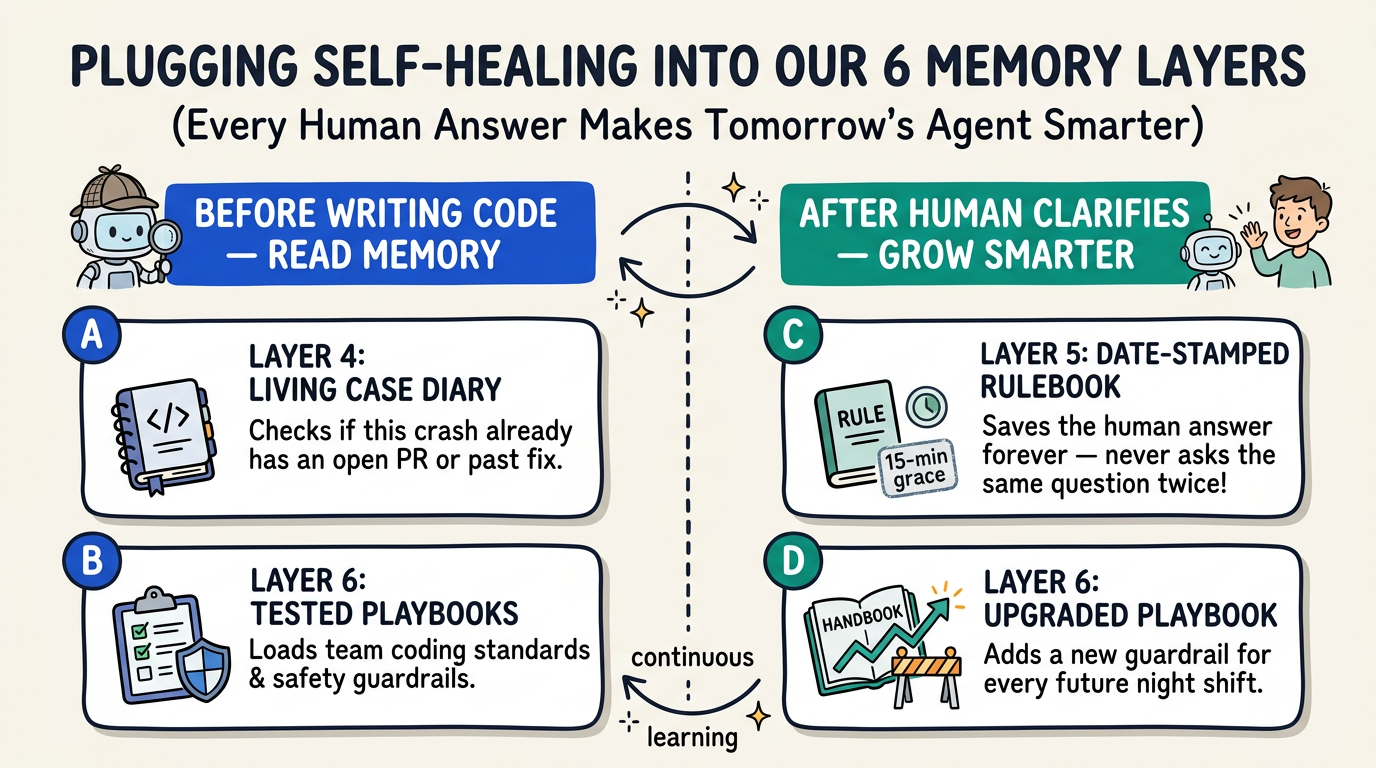 PLUGGING SELF-HEALING INTO OUR 6 MEMORY LAYERS
(Every Human Answer Makes Tomorrow's Agent Smarter)
BEFORE WRITING CODE
— READ MEMORY
A
LAYER 4:
LIVING CASE DIARY
</>
Checks if this crash already
has an open PR or past fix.
B
LAYER 6:
TESTED PLAYBOOKS
Loads team coding standards
& safety guardrails.
continuous
learning
AFTER HUMAN CLARIFIES
— GROW SMARTER
C
LAYER 5: DATE-STAMPED
RULEBOOK
RULE
15-min
grace
Saves the human answer
forever — never asks the
same question twice!
D
LAYER 6:
UPGRADED PLAYBOOK
HANDBOOK
Adds a new guardrail for
every future night shift.